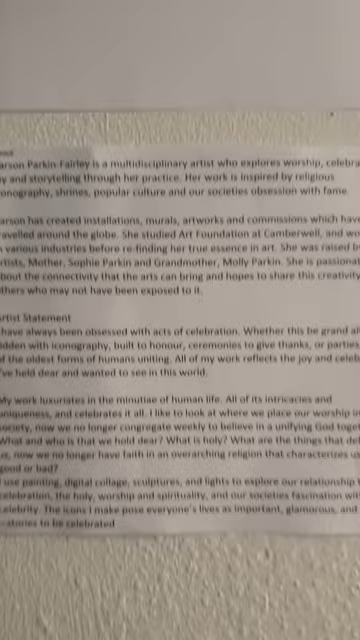 arson Parkin-Fairley is a multidisciplinary artist who explores worship, celebra
y and storytelling through her practice. Her work is inspired by religious
onography, shrines, popular culture and our societies obsession with fame
arson has created installations, murals, artworks and commissions which have
avelled around the globe. She studied Art Foundation at Camberwell, and wo
various industries before re-finding her true essence in art. She was raised by
rtists, Mother, Sophie Parkin and Grandmother, Molly Parkin. She is passionat
bout the connectivity that the arts can bring and hopes to share this creativity
thers who may not have been exposed to it.
rtist Statement
have always been obsessed with acts of celebration. Whether this be grand al
idden with iconography, built to honour, ceremonies to give thanks, or parties
f the oldest forms of humans uniting. All of my work reflects the joy and celeb
've held dear and wanted to see in this world.
My work luxuriates in the minutiae of human life. All of its intricacies and
uniqueness, and celebrates it all. I like to look at where we place our worship in
society, now we no longer congregate weekly to believe in a unifying God toget
What and who is that we hold dear? What is holy? What are the things that def
us, now we no longer have faith in an overarching religion that characterizes us
good or bad?
I use painting, digital collage, sculptures, and lights to explore our relationship
celebration, the holy, worship and spirituality, and our societies fascination wit
celebrity. The icons I make pose everyone's lives as important, glamorous, and
stories to be celebrated